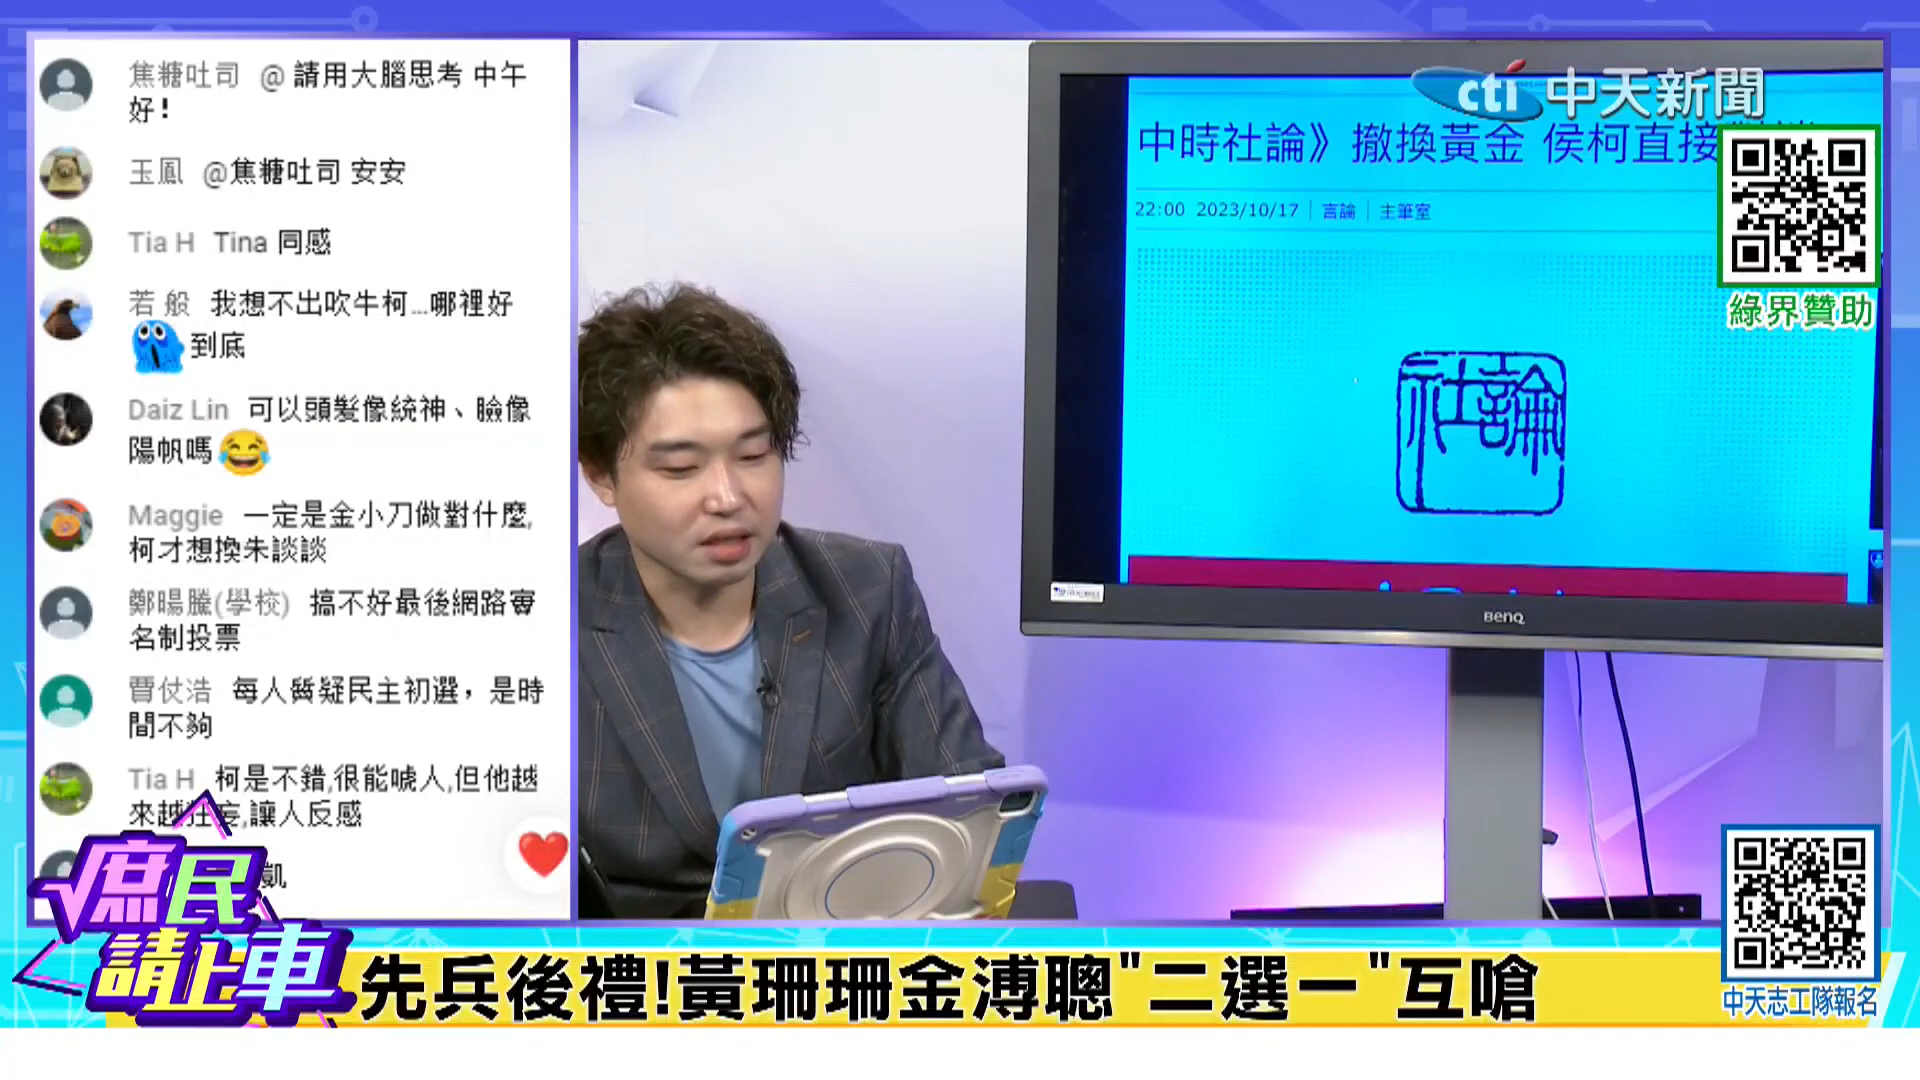 焦糖吐司 @ 請用大腦思考 中午
好!
玉鳳 @焦糖吐司 安安
Tia H Tina 同感
若 般 我想不出吹牛柯...哪裡好
到底
Daiz Lin 可以頭髮像統神、臉像
陽帆嗎
Maggie 一定是金小刀做對什麼,
柯才想換朱談談
鄭暘騰(學校) 搞不好最後網路實
名制投票
賈仗浩 每人質疑民主初選，是時
間不夠
Tia H 柯是不錯,很能唬人,但他越
來越狂妄,讓人反感
凱
cti 中天新聞
中時社論》撤換黃金 侯柯直接
22:00 2023/10/17 | 言論 | 主筆室
社論
BenQ
綠界贊助
庶民
請上車
先兵後禮!黃珊珊金溥聰"二選一"互嗆
中天志工隊報名